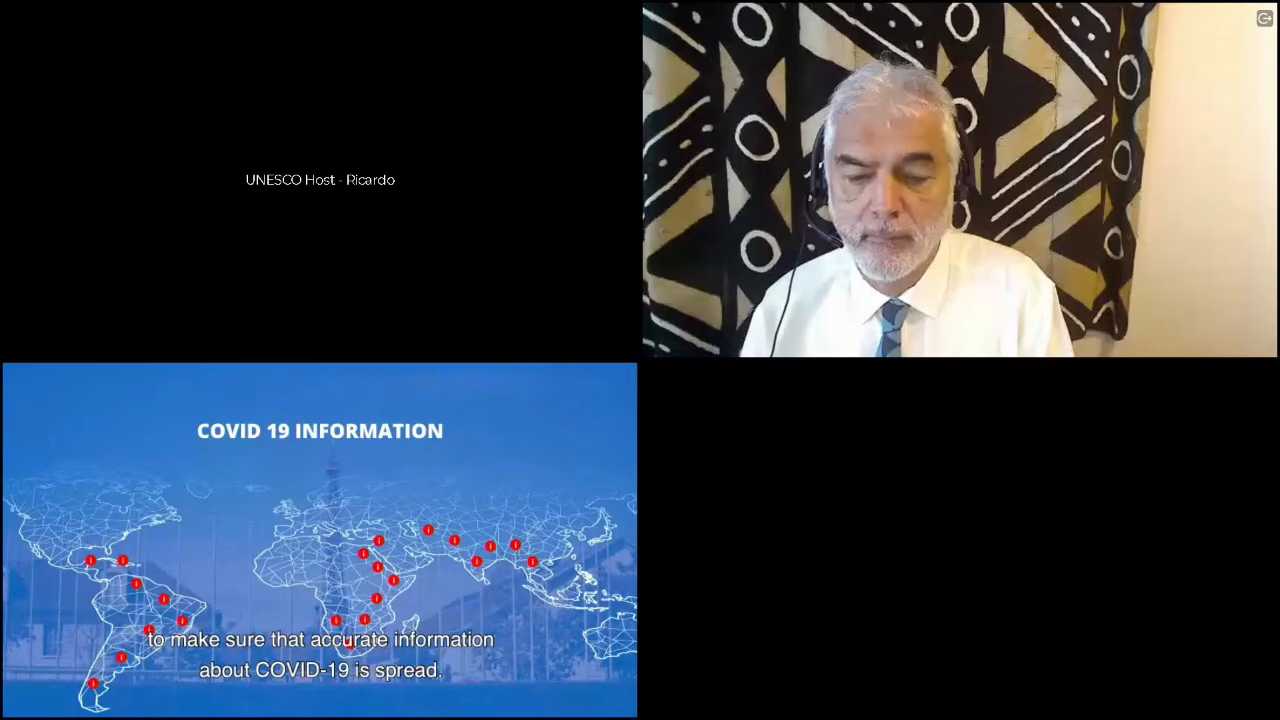 UNESCO Host - Ricardo
COVID 19 INFORMATION
to make sure that accurate information
about COVID-19 is spread.